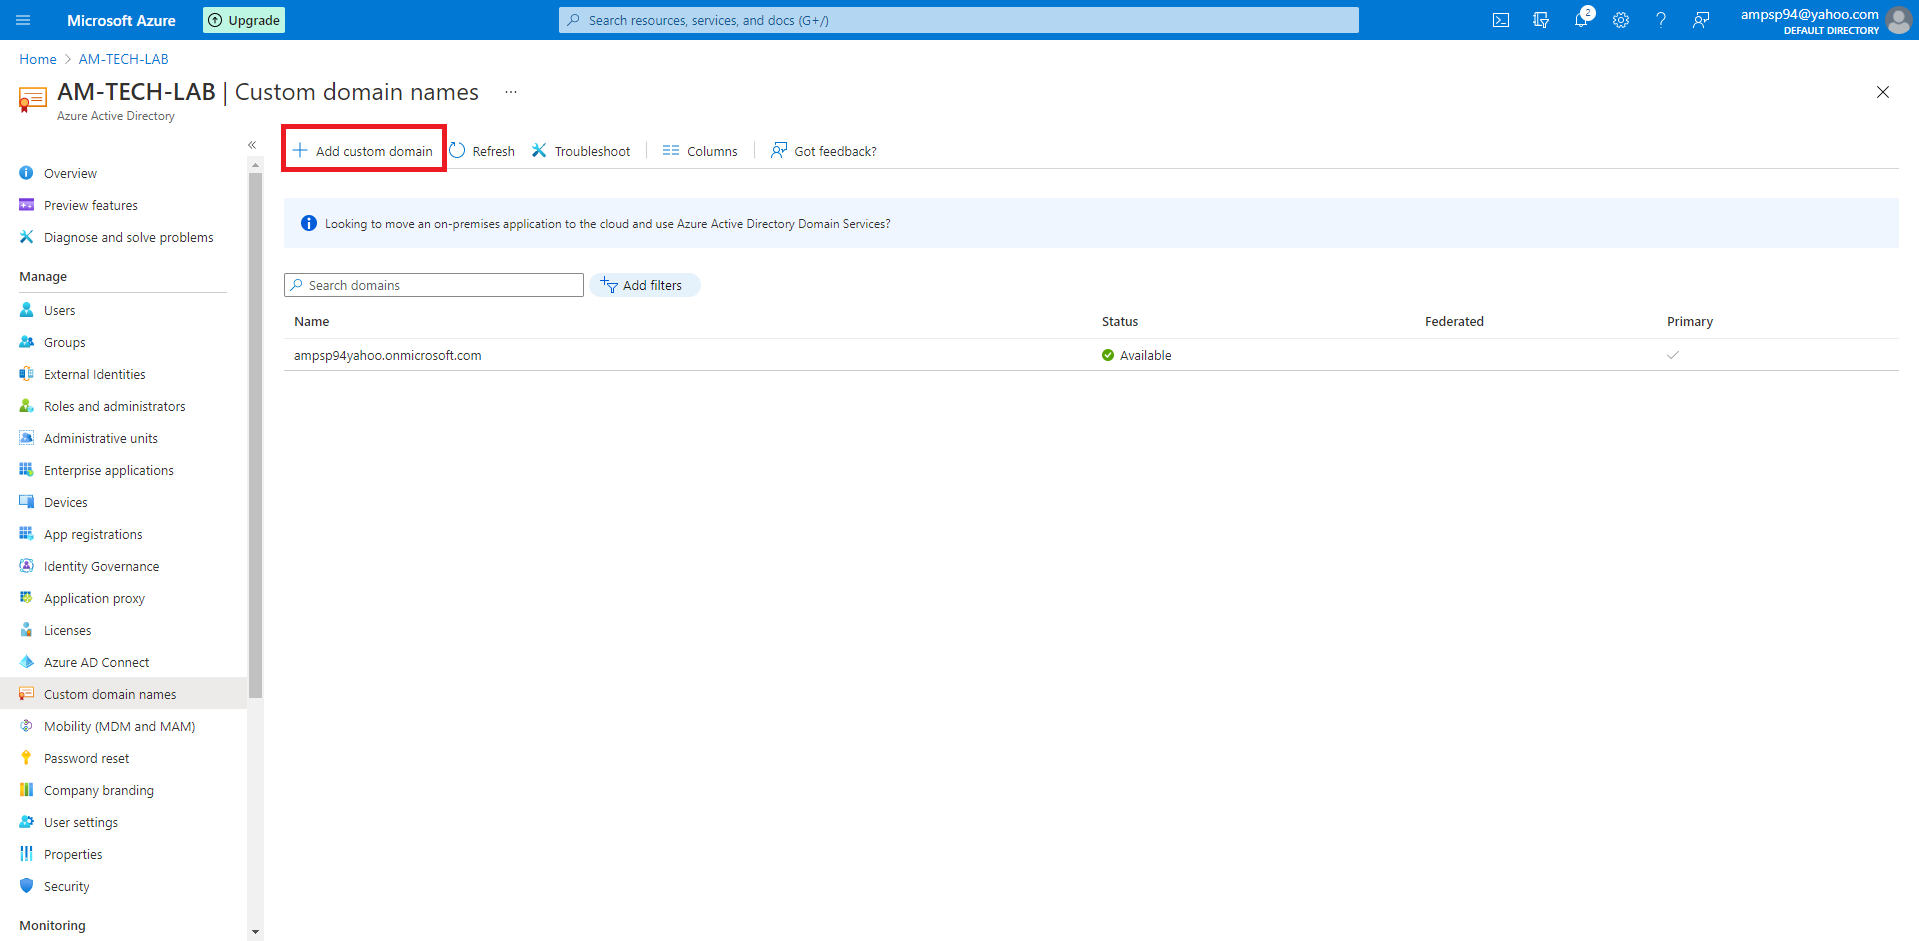 Microsoft Azure
Upgrade
Search resources, services, and docs (G+/)
2
ampsp94@yahoo.com
DEFAULT DIRECTORY
Home > AM-TECH-LAB
AM-TECH-LAB | Custom domain names ...
Azure Active Directory
«
Add custom domain
Refresh
Troubleshoot
Columns
Got feedback?
Overview
Preview features
Diagnose and solve problems
Manage
Users
Groups
External Identities
Roles and administrators
Administrative units
Enterprise applications
Devices
App registrations
Identity Governance
Application proxy
Licenses
Azure AD Connect
Custom domain names
Mobility (MDM and MAM)
Password reset
Company branding
User settings
Properties
Security
Monitoring
Looking to move an on-premises application to the cloud and use Azure Active Directory Domain Services?
Search domains
Add filters
Name Status Federated Primary
ampsp94yahoo.onmicrosoft.com Available